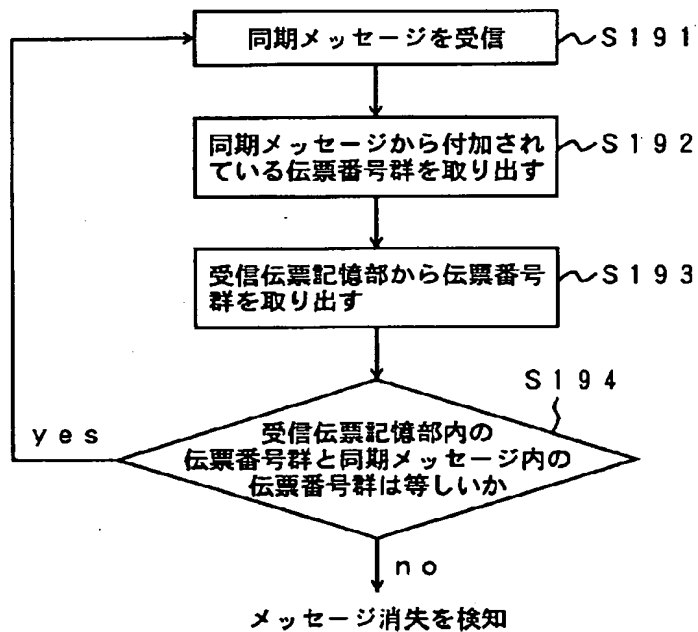 同期メッセージを受信
S191
同期メッセージから付加され
ている伝票番号群を取り出す
S192
受信伝票記憶部から伝票番号
群を取り出す
S193
S194
受信伝票記憶部内の
伝票番号群と同期メッセージ内の
伝票番号群は等しいか
yes
no
メッセージ消失を検知